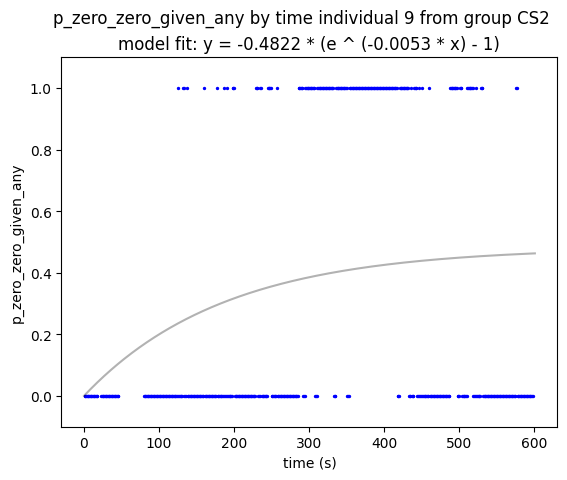 p_zero_zero_given_any by time individual 9 from group CS2
model fit: y = -0.4822 * (e ^ (-0.0053 * x) - 1)
1.0
0.8
0.6
0.4
0.2
0.0
p_zero_zero_given_any
0 100 200 300 400 500 600
time (s)